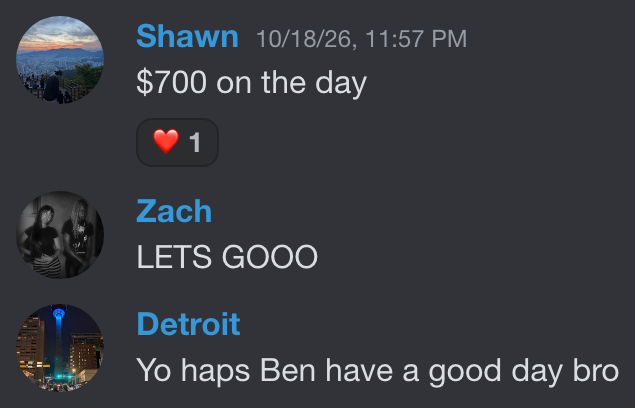 Shawn 10/18/26, 11:57 PM
$700 on the day
❤️ 1
Zach
LETS GOOO
Detroit
Yo haps Ben have a good day bro